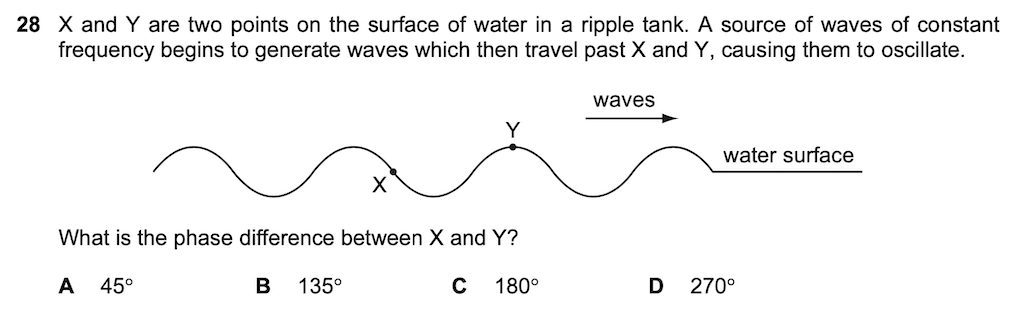 28 X and Y are two points on the surface of water in a ripple tank. A source of waves of constant
frequency begins to generate waves which then travel past X and Y, causing them to oscillate.
waves
Y
water surface
X
What is the phase difference between X and Y?
A 45° B 135° C 180° D 270°